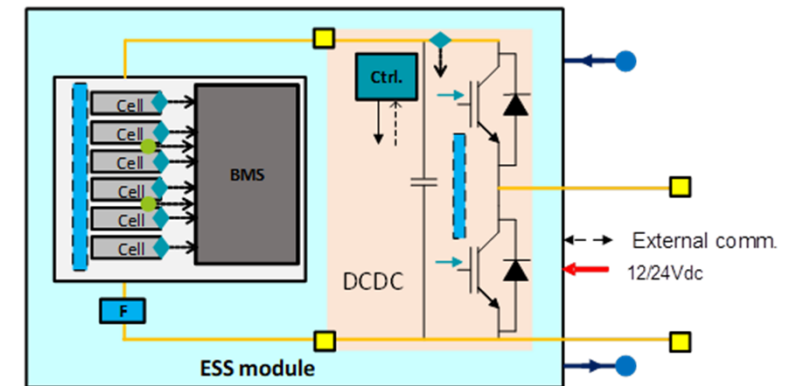 Ctrl.
Cell
Cell
Cell
Cell
Cell
Cell
BMS
DCDC
External comm.
12/24Vdc
F
ESS module